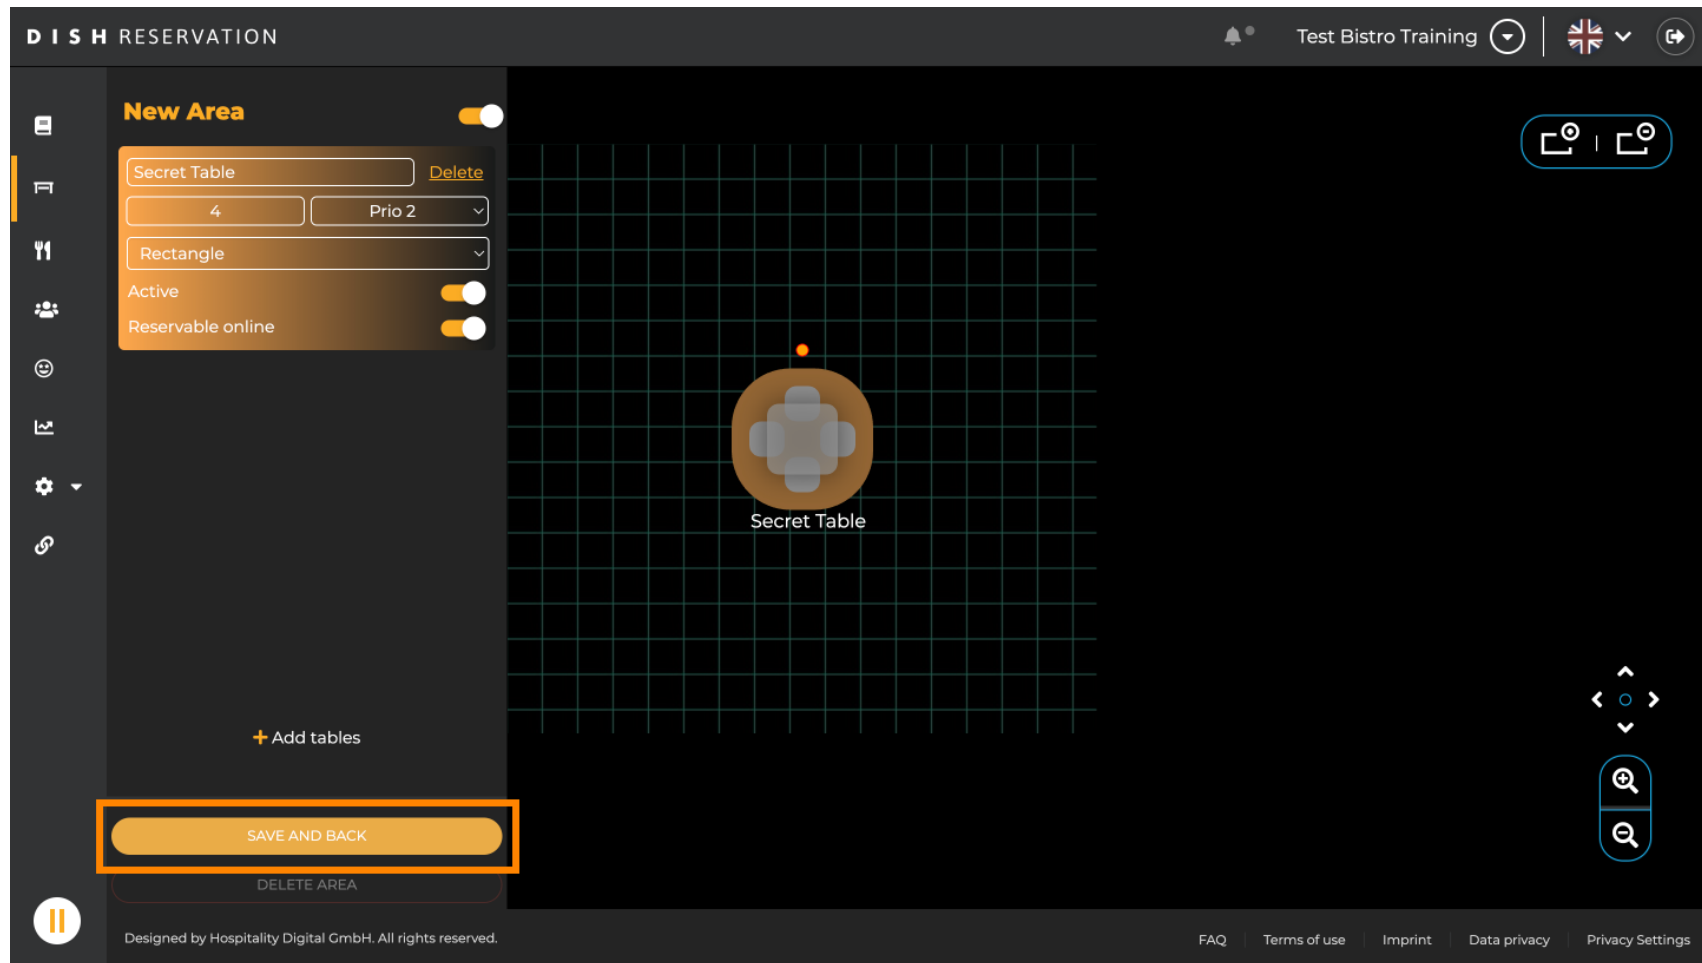 DISH RESERVATION
Test Bistro Training
New Area
Secret Table
Delete
4
Prio 2
Rectangle
Active
Reservable online
Secret Table
Add tables
SAVE AND BACK
DELETE AREA
Designed by Hospitality Digital GmbH. All rights reserved.
FAQ
Terms of use
Imprint
Data privacy
Privacy Settings